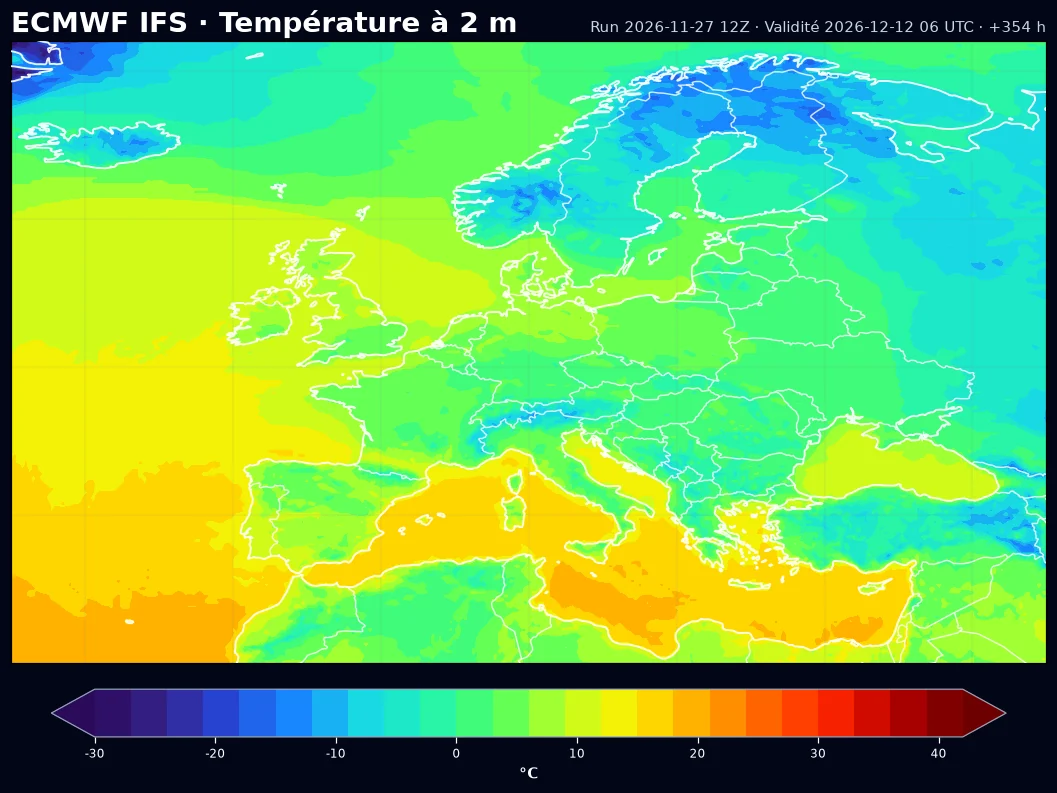 ECMWF IFS · Température à 2 m
Run 2026-11-27 12Z · Validité 2026-12-12 06 UTC · +354 h
-30 -20 -10 0 10 20 30 40
°C